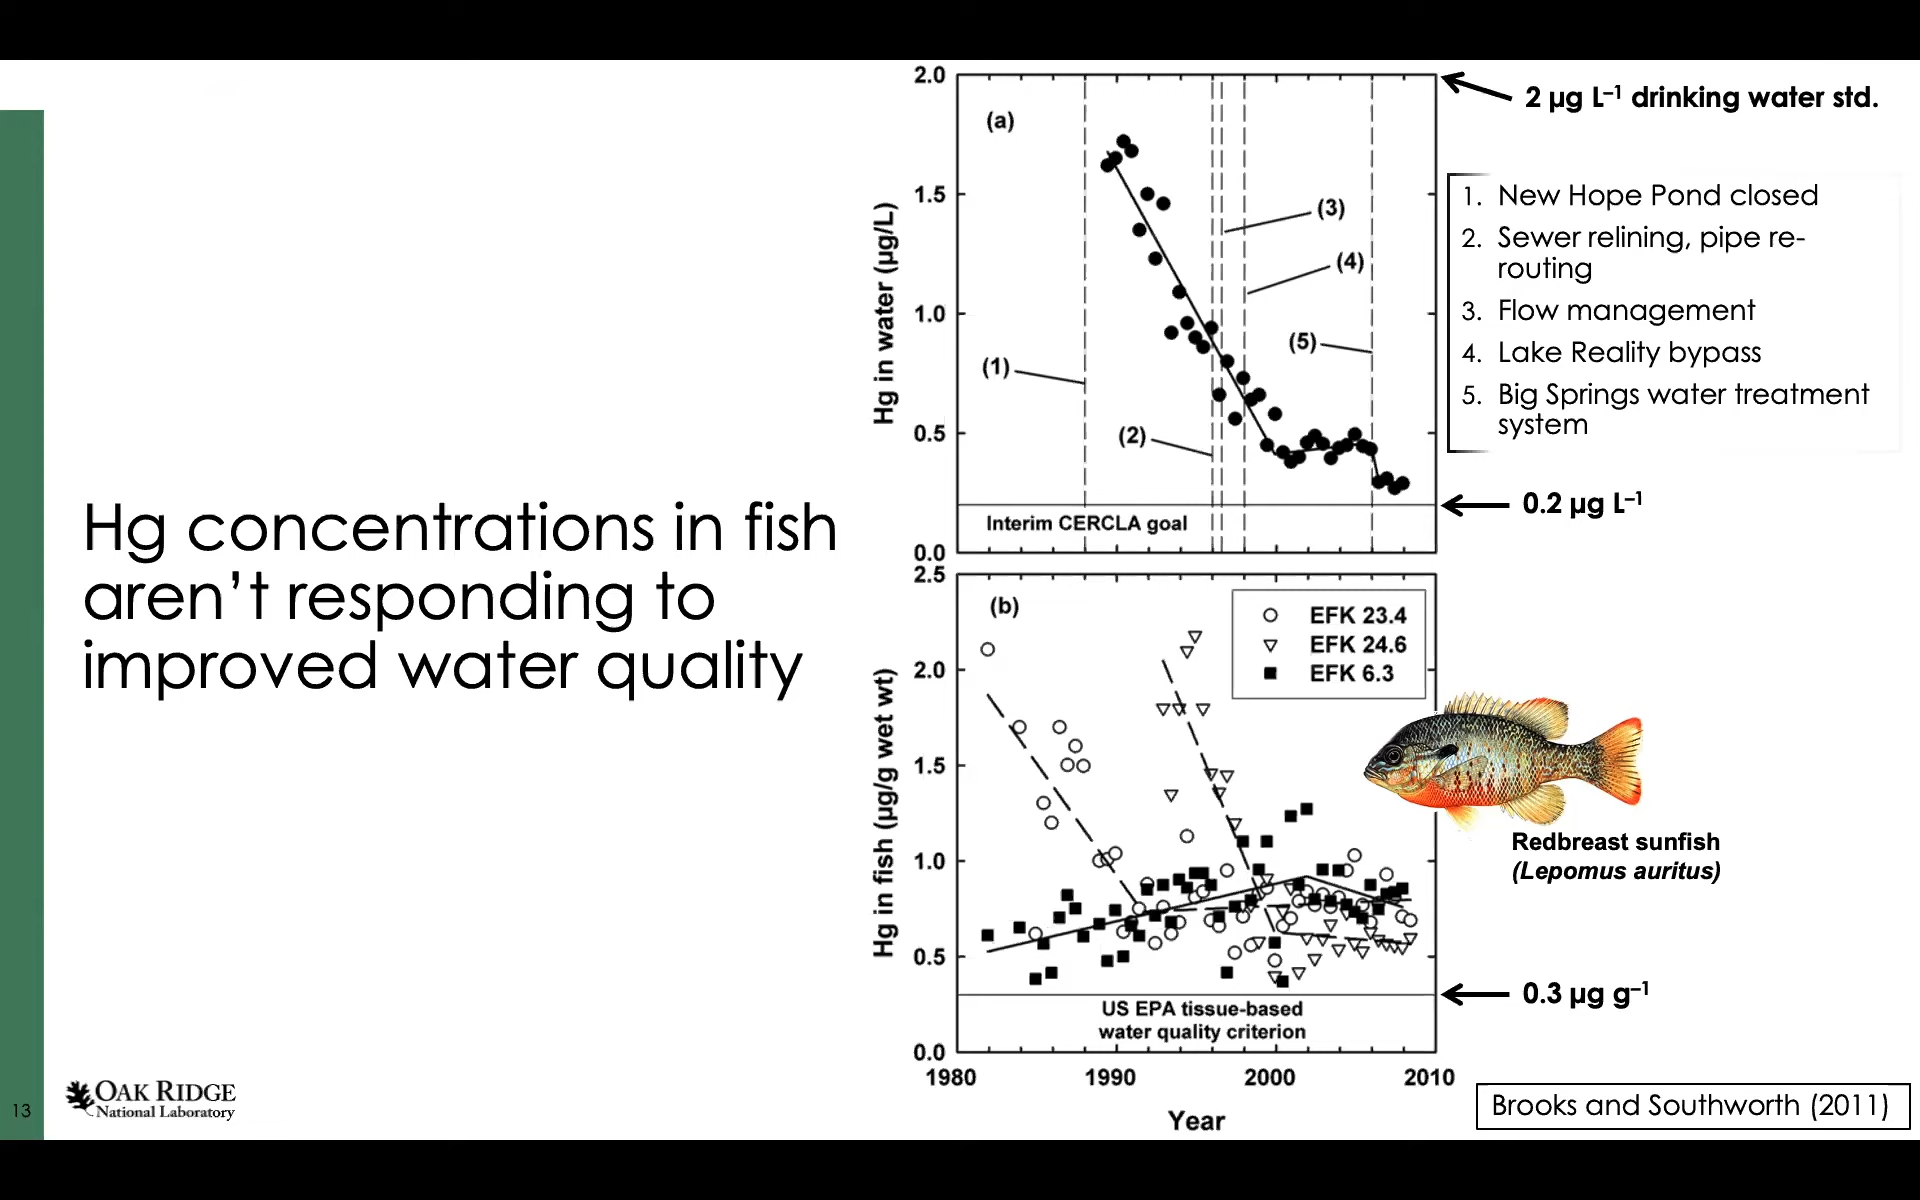 Hg concentrations in fish
aren’t responding to
improved water quality
2.0
1.5
1.0
0.5
0.0
Hg in water (µg/L)
(a)
(1)
(2)
(3)
(4)
(5)
Interim CERCLA goal
2 µg L⁻¹ drinking water std.
1. New Hope Pond closed
2. Sewer relining, pipe re-
routing
3. Flow management
4. Lake Reality bypass
5. Big Springs water treatment
system
0.2 µg L⁻¹
2.5
2.0
1.5
1.0
0.5
0.0
Hg in fish (µg/g wet wt)
(b)
EFK 23.4
EFK 24.6
EFK 6.3
US EPA tissue-based
water quality criterion
Redbreast sunfish
(Lepomus auritus)
0.3 µg g⁻¹
1980 1990 2000 2010
Year
Brooks and Southworth (2011)
13
OAK RIDGE
National Laboratory